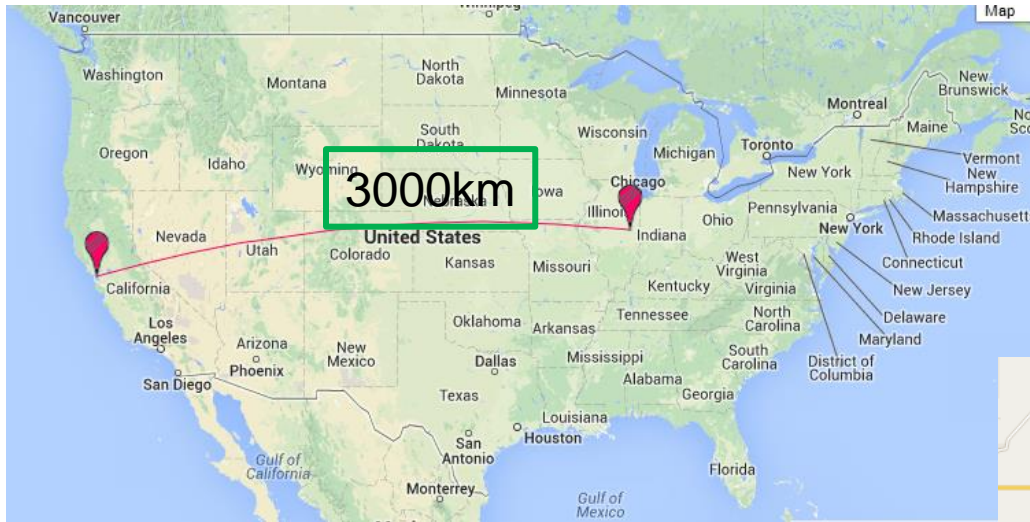 Vancouver
Winnipeg
Map
Washington
Montana
North
Dakota
Minnesota
New
Brunswick
Montreal
Maine
Oregon
Idaho
Wyoming
South
Dakota
Wisconsin
Michigan
Toronto
New York
Vermont
New
Hampshire
3000km
Nebraska
Chicago
Illinois
Indiana
Ohio
Pennsylvania
New York
Massachusett
Rhode Island
Connecticut
New Jersey
Delaware
Maryland
District of
Columbia
Nevada
Utah
Colorado
United States
Kansas
Missouri
West
Virginia
Virginia
Kentucky
California
Los
Angeles
San Diego
Arizona
Phoenix
New
Mexico
Oklahoma
Arkansas
Tennessee
North
Carolina
South
Carolina
Dallas
Mississippi
Alabama
Georgia
Texas
Louisiana
San
Antonio
Houston
Florida
Gulf of
California
Monterrey
Gulf of
Mexico